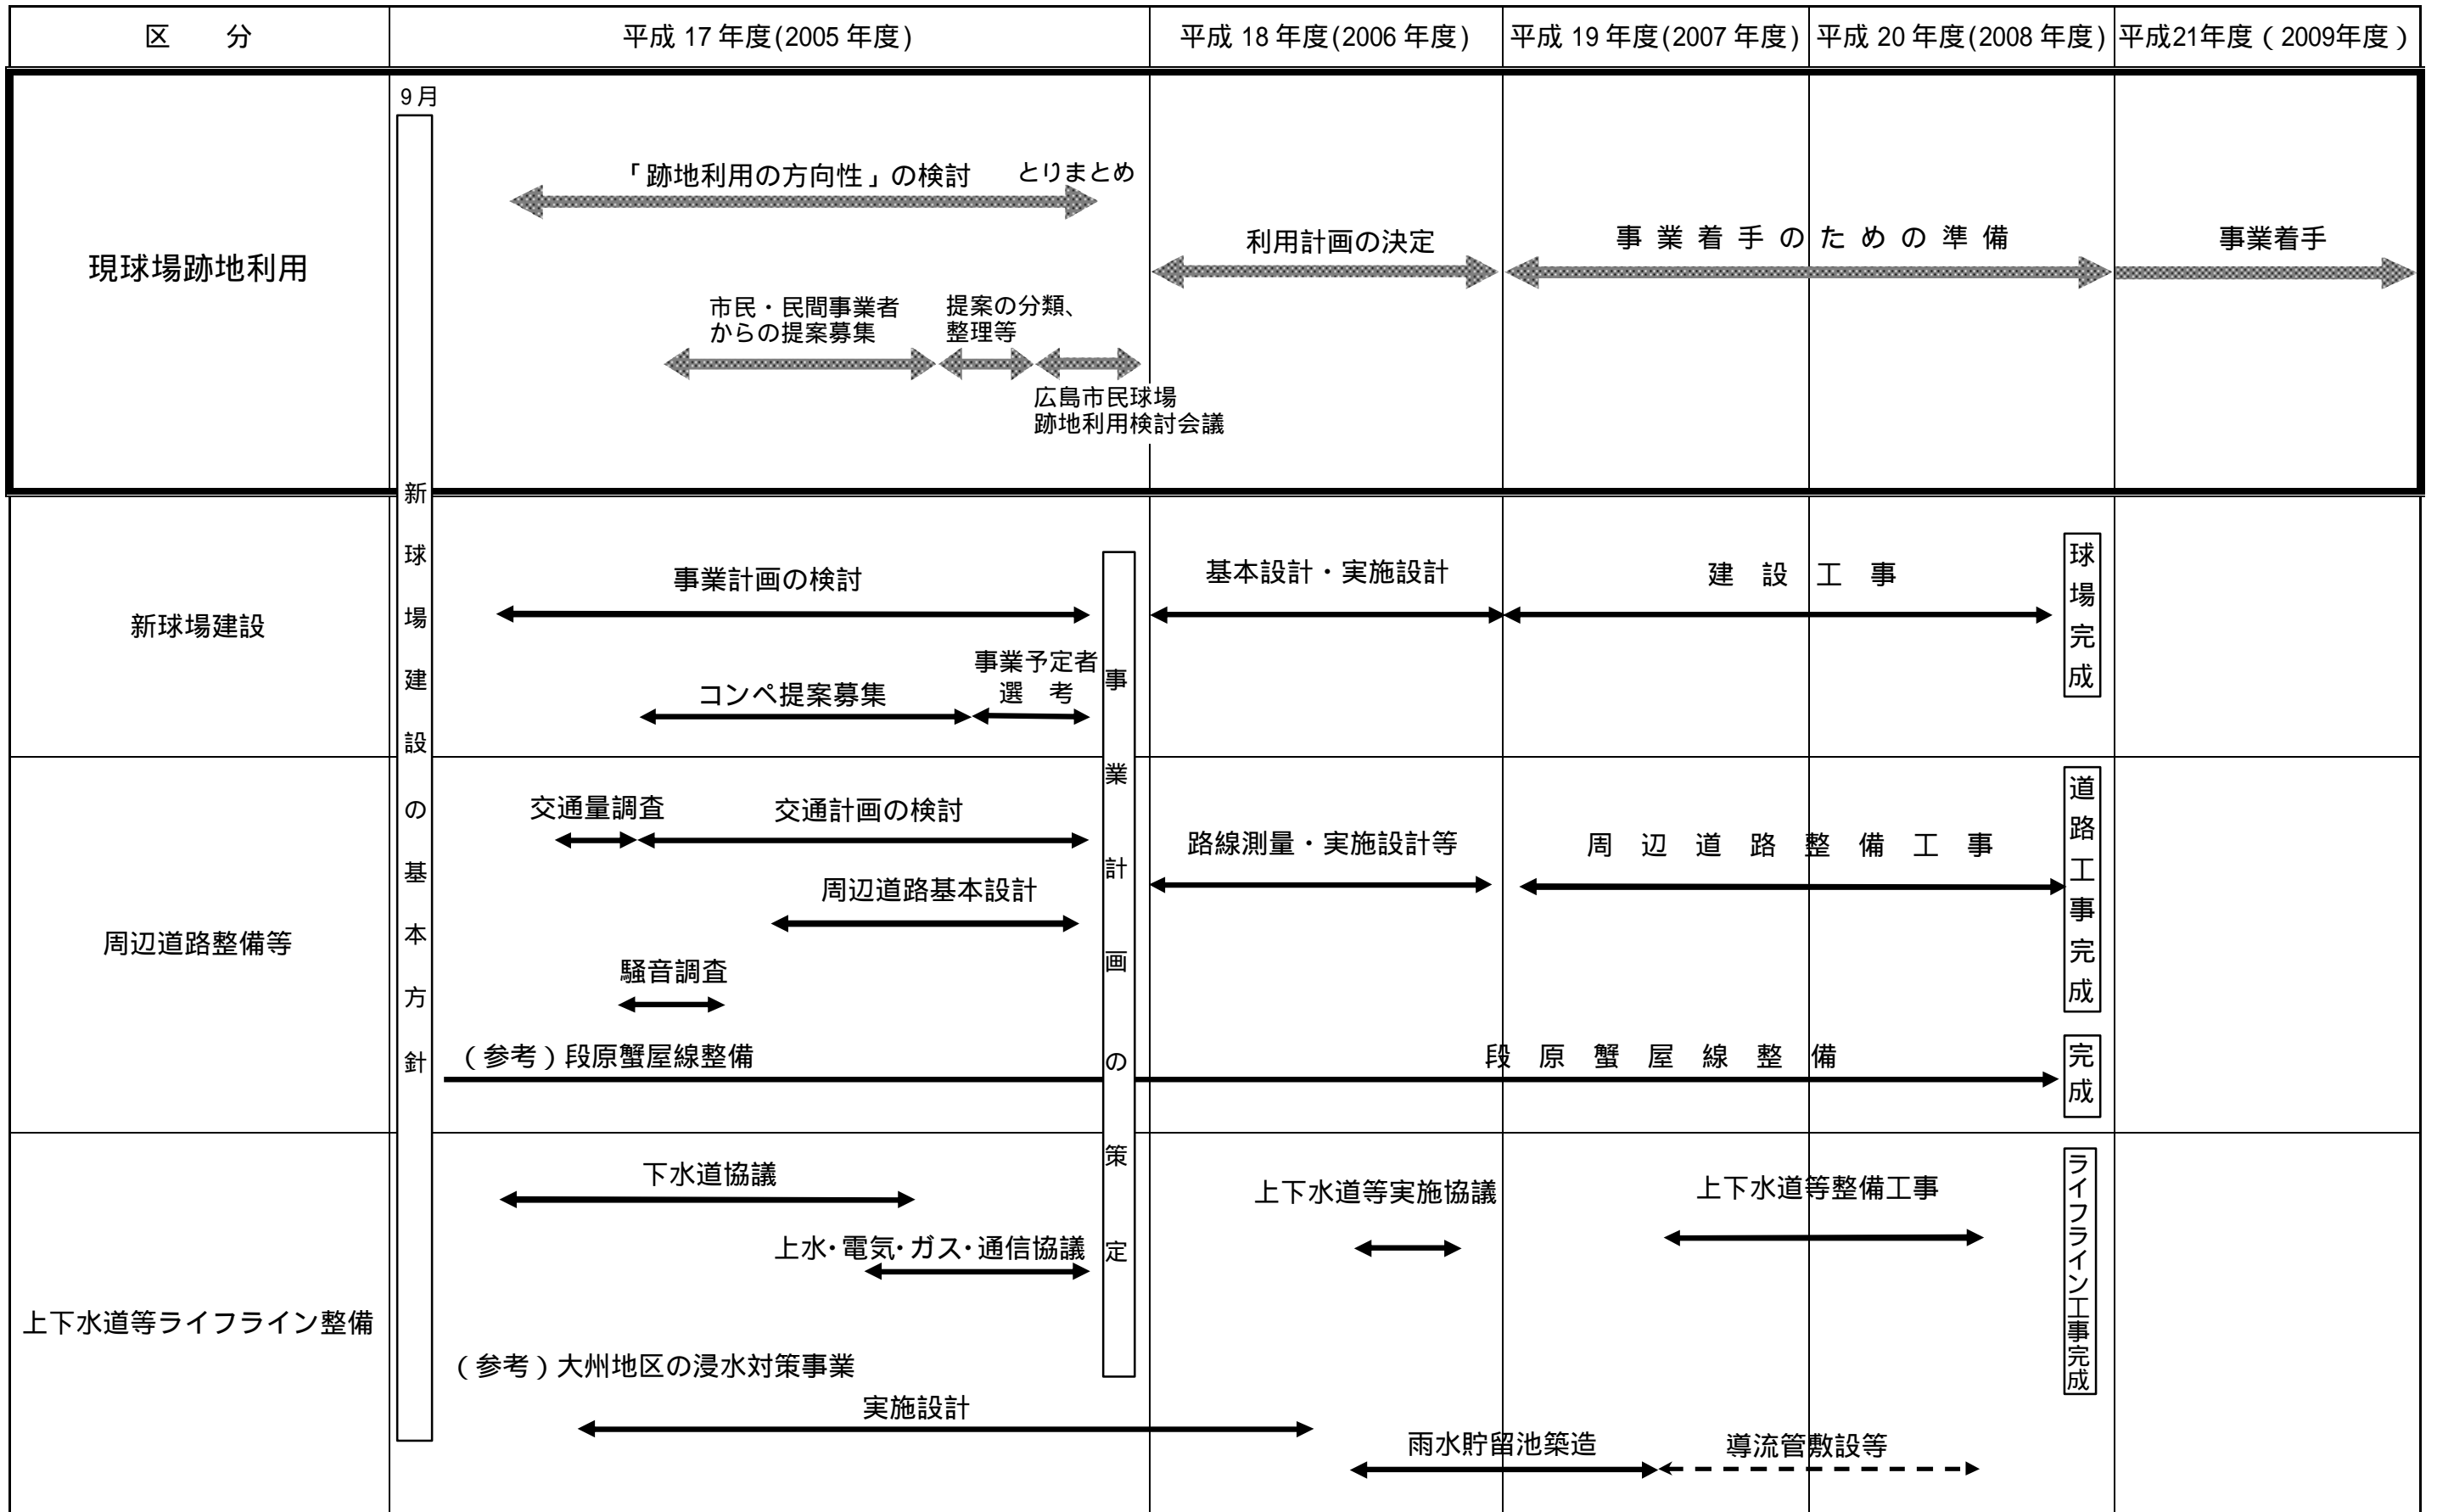 区　　分
平成 17 年度(2005 年度)
平成 18 年度(2006 年度)
平成 19 年度(2007 年度)
平成 20 年度(2008 年度)
平成21年度（2009年度）
9月
新球場建設の基本方針
現球場跡地利用
「跡地利用の方向性」の検討
とりまとめ
市民・民間事業者
からの提案募集
提案の分類、
整理等
広島市民球場
跡地利用検討会議
利用計画の決定
事業着手のための準備
事業着手
新球場建設
事業計画の検討
コンペ提案募集
事業予定者
選　考
事業計画の策定
基本設計・実施設計
建　設　工　事
球場完成
周辺道路整備等
交通量調査
交通計画の検討
周辺道路基本設計
騒音調査
路線測量・実施設計等
周　辺　道　路　整　備　工　事
道路工事完成
（参考）段原蟹屋線整備
段　原　蟹　屋　線　整　備
完成
上下水道等ライフライン整備
下水道協議
上水・電気・ガス・通信協議
上下水道等実施協議
上下水道等整備工事
ライフライン工事完成
（参考）大州地区の浸水対策事業
実施設計
雨水貯留池築造
導流管敷設等